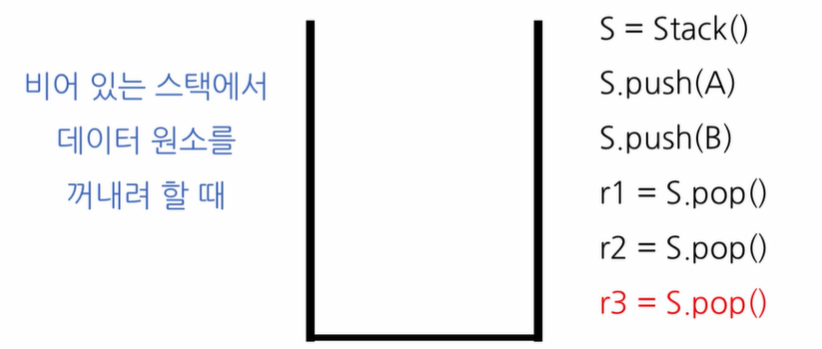 비어 있는 스택에서
데이터 원소를
꺼내려 할 때
S = Stack()
S.push(A)
S.push(B)
r1 = S.pop()
r2 = S.pop()
r3 = S.pop()